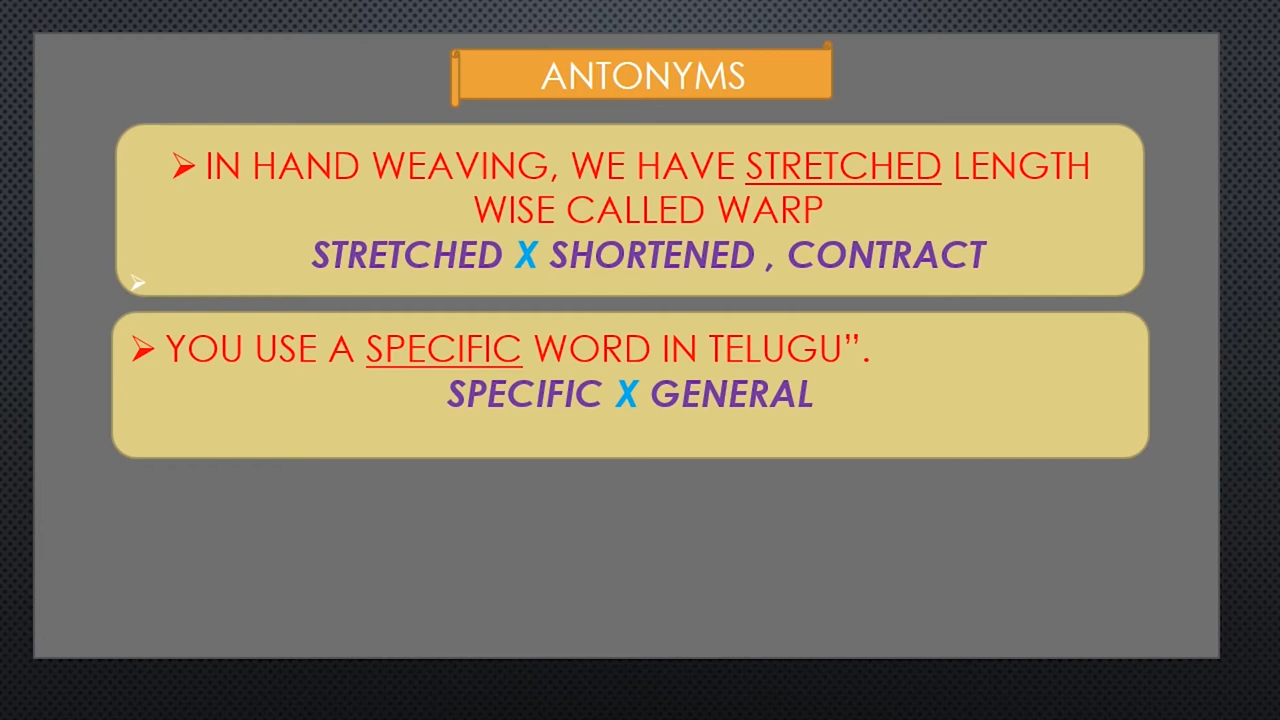 ANTONYMS
➢ IN HAND WEAVING, WE HAVE STRETCHED LENGTH
WISE CALLED WARP
STRETCHED X SHORTENED , CONTRACT
➢
➢ YOU USE A SPECIFIC WORD IN TELUGU”.
SPECIFIC X GENERAL